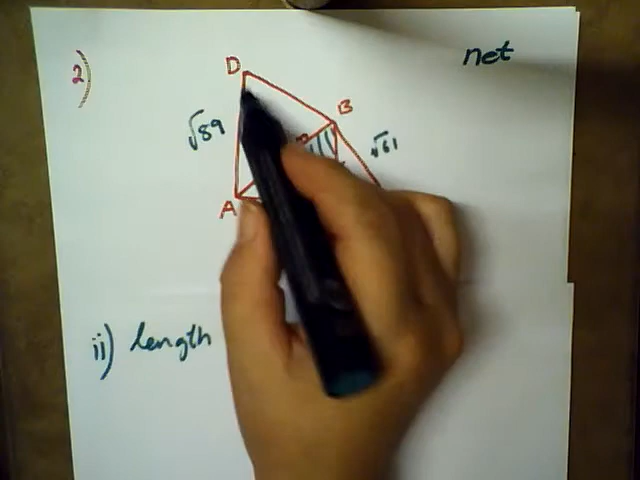 2)
net
D
B
√89
√61
A
ii) length